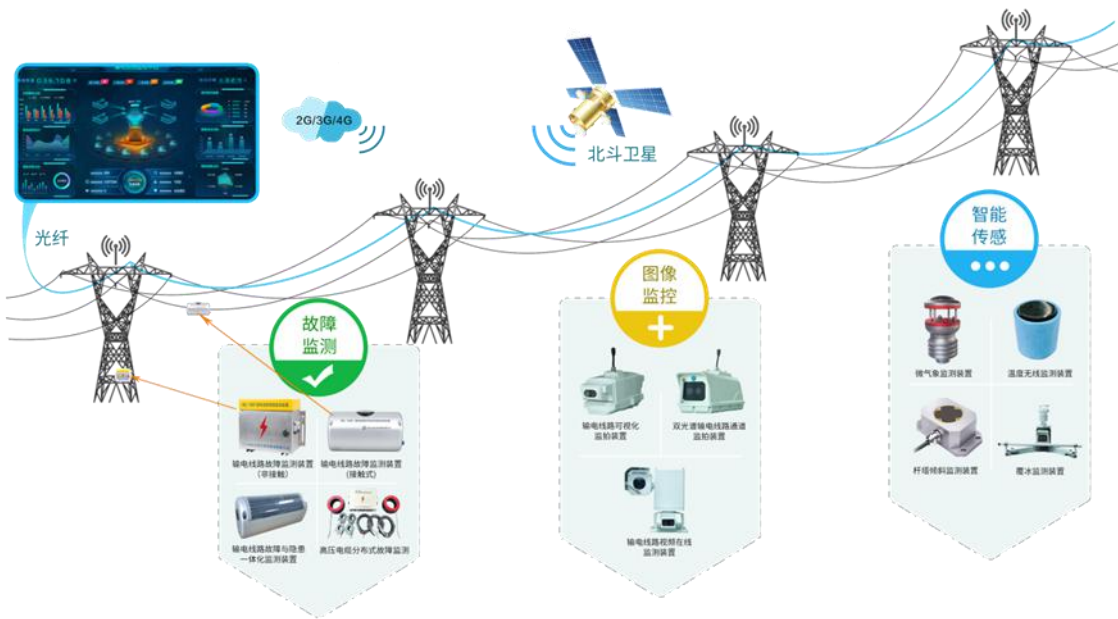 2G/3G/4G
北斗卫星
光纤
故障
监测
输电线路故障监测装置
（非接触）
输电线路故障监测装置
(接触式)
输电线路故障与隐患
一体化监测装置
高压电缆分布式故障监测
图像
监控
输电线路可视化
监拍装置
双光谱输电线路通道
监拍装置
输电线路视频在线
监测装置
智能
传感
微气象监测装置
温度无线监测装置
杆塔倾斜监测装置
覆冰监测装置